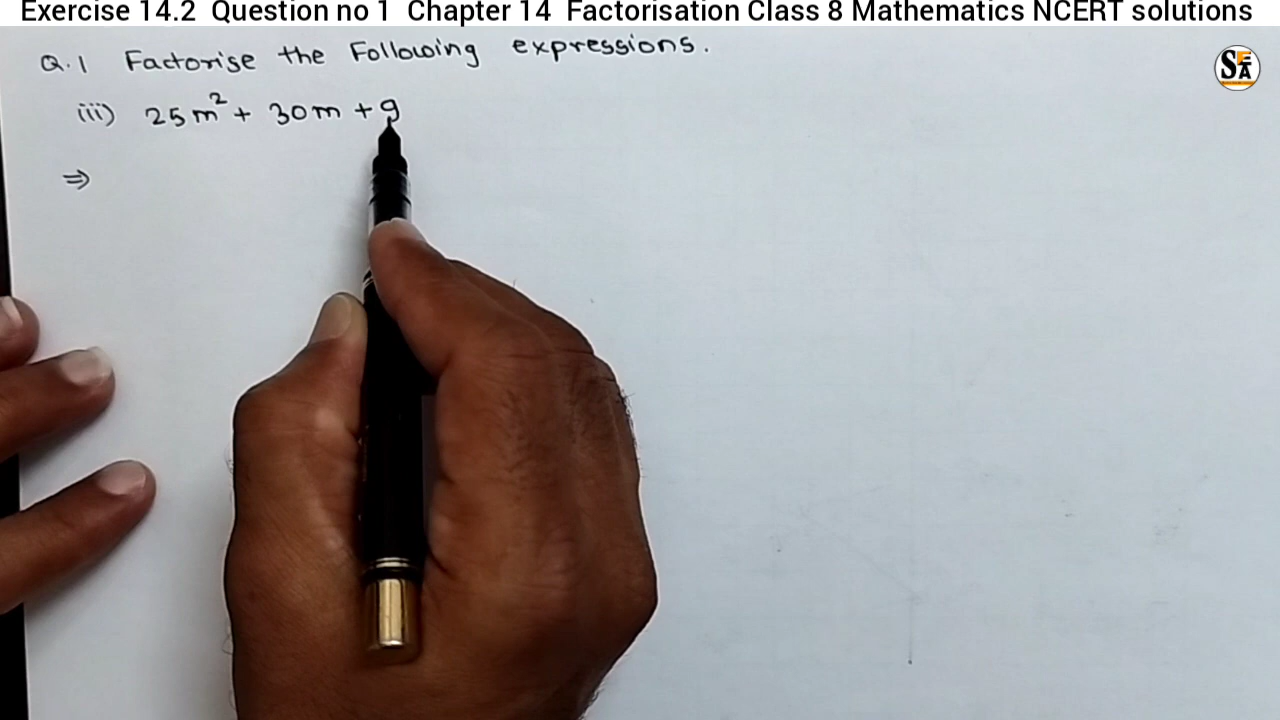 Exercise 14.2 Question no 1 Chapter 14 Factorisation Class 8 Mathematics NCERT solutions
Q.1 Factorise the Following expressions.
iii) 25m² + 30m + 9
⇒
SEA